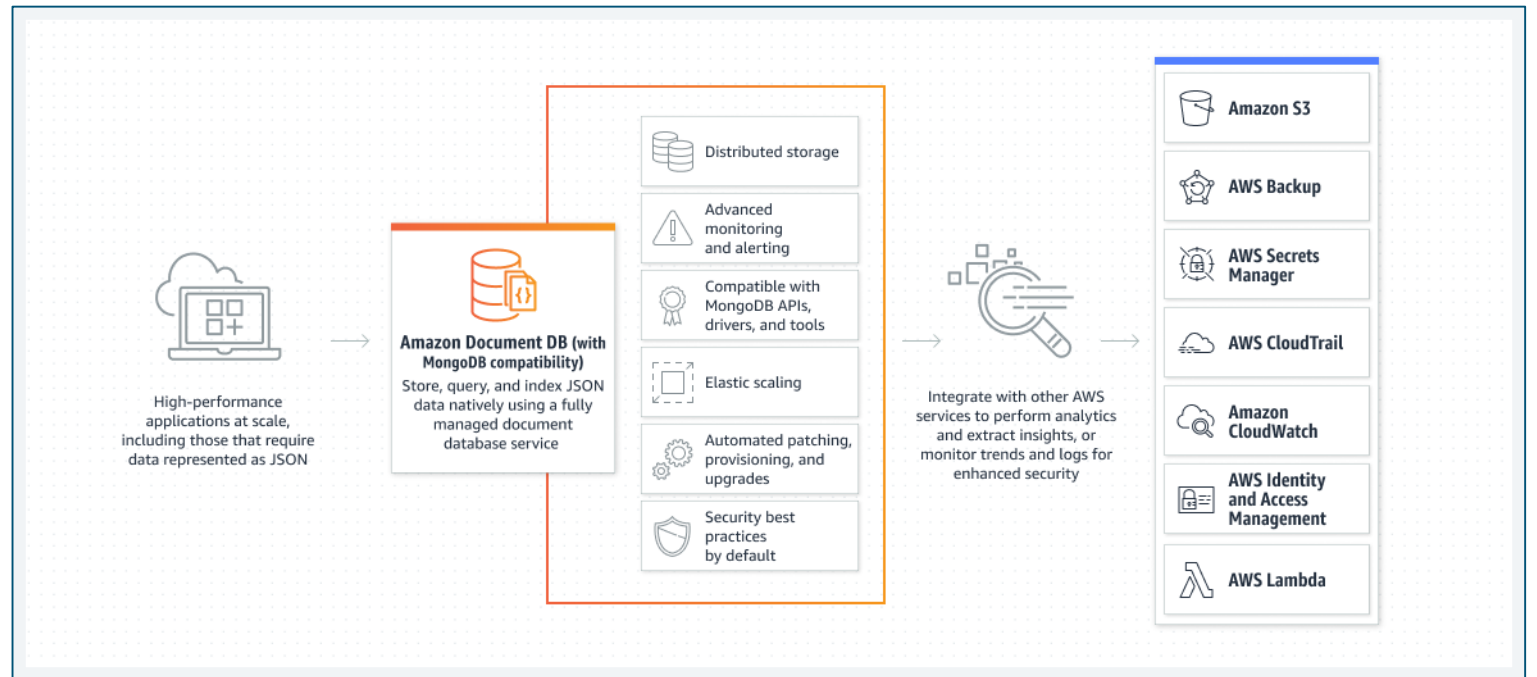 High-performance
applications at scale,
including those that require
data represented as JSON
Amazon Document DB (with
MongoDB compatibility)
Store, query, and index JSON
data natively using a fully
managed document
database service
Distributed storage
Advanced
monitoring
and alerting
Compatible with
MongoDB APIs,
drivers, and tools
Elastic scaling
Automated patching,
provisioning, and
upgrades
Security best
practices
by default
Integrate with other AWS
services to perform analytics
and extract insights, or
monitor trends and logs for
enhanced security
Amazon S3
AWS Backup
AWS Secrets
Manager
AWS CloudTrail
Amazon
CloudWatch
AWS Identity
and Access
Management
AWS Lambda